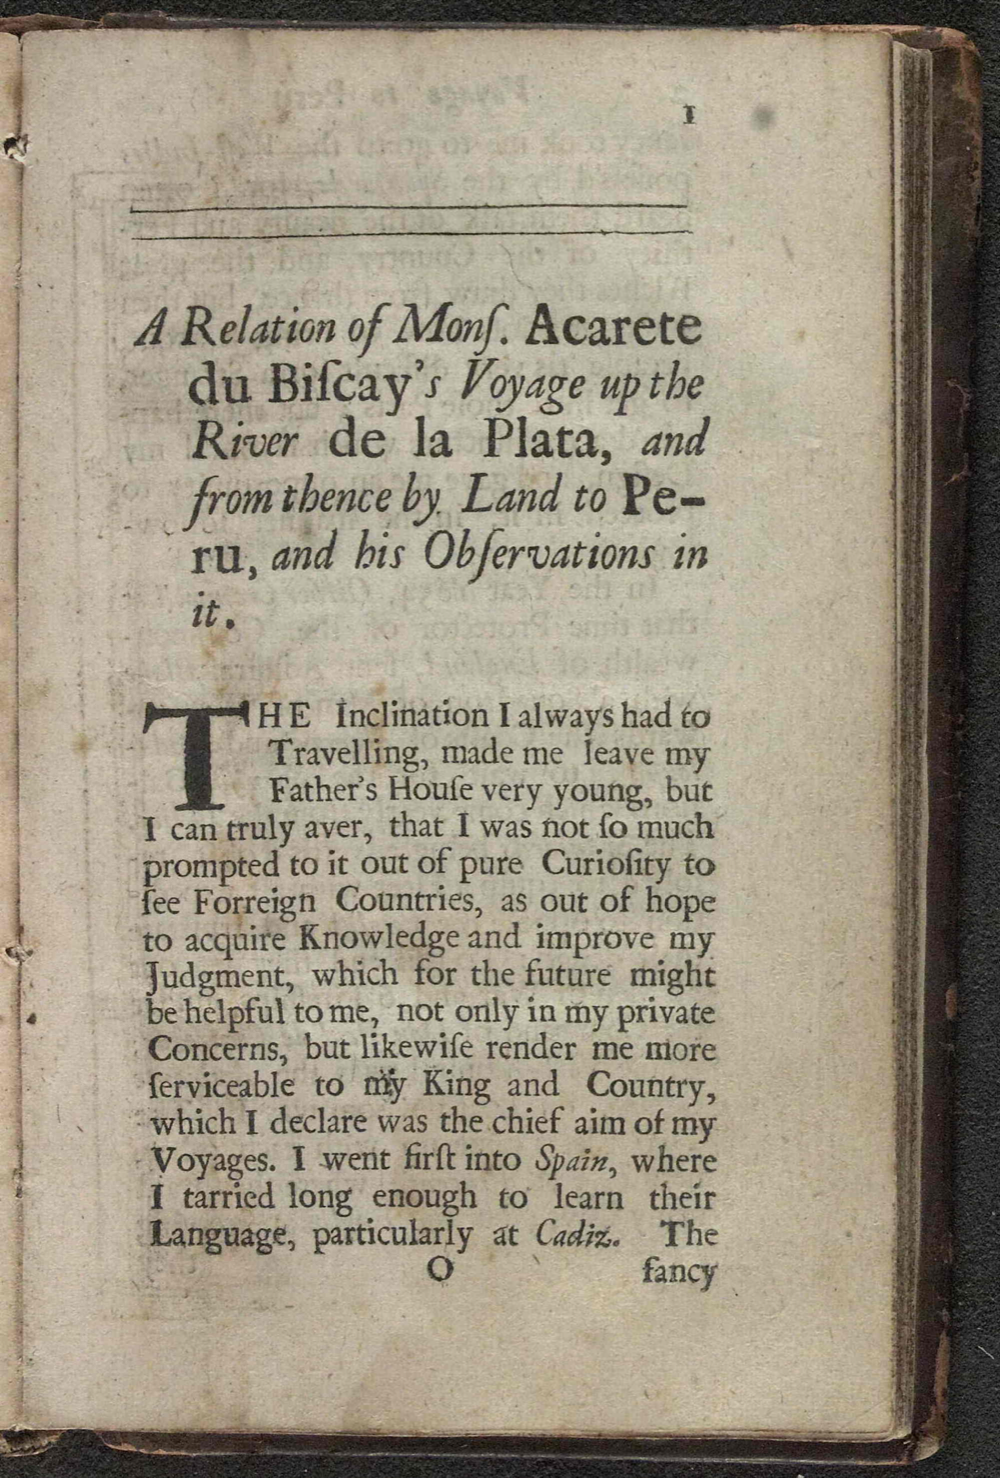 1
A Relation of Monſ. Acarete
du Biſcay's Voyage up the
River de la Plata, and
from thence by Land to Pe-
ru, and his Obſervations in
it.
THE Inclination I always had to
Travelling, made me leave my
Father's Houſe very young, but
I can truly aver, that I was not ſo much
prompted to it out of pure Curioſity to
ſee Forreign Countries, as out of hope
to acquire Knowledge and improve my
Judgment, which for the future might
be helpful to me, not only in my private
Concerns, but likewiſe render me more
ſerviceable to my King and Country,
which I declare was the chief aim of my
Voyages. I went firſt into Spain, where
I tarried long enough to learn their
Language, particularly at Cadiz. The
O fancy